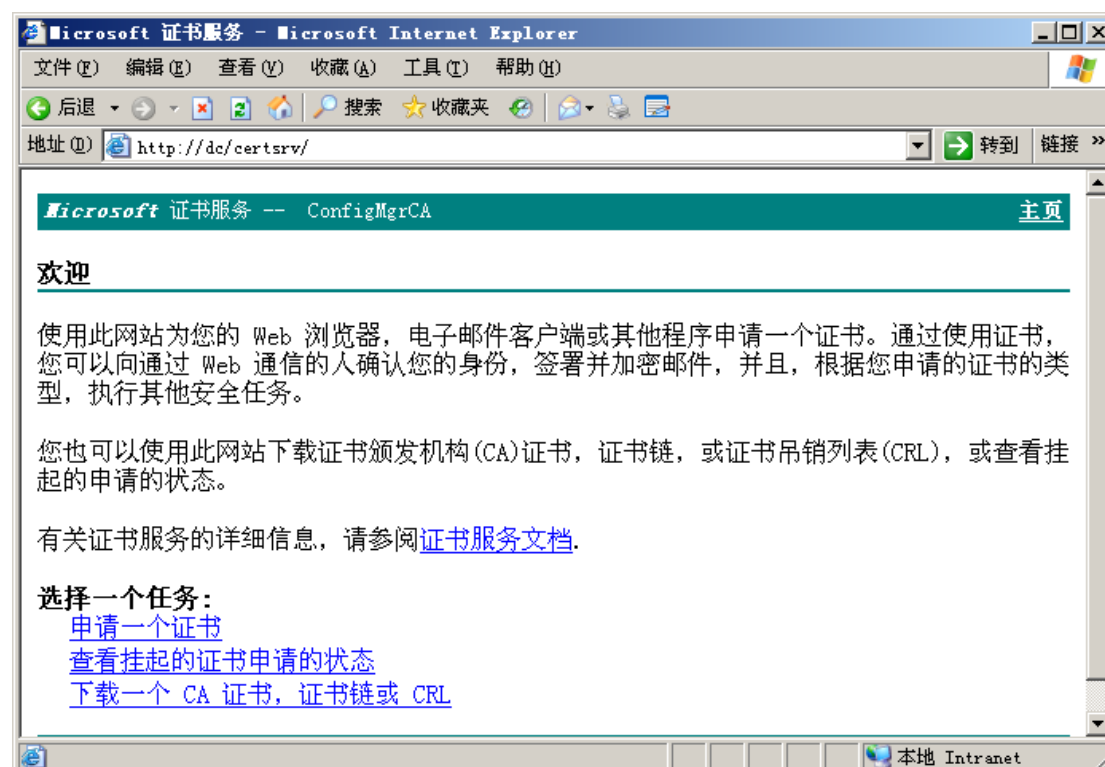 Microsoft 证书服务 - Microsoft Internet Explorer
文件(F) 编辑(E) 查看(V) 收藏(A) 工具(T) 帮助(H)
后退 搜索 收藏夹
地址(D) http://dc/certsrv/ 转到 链接 »
Microsoft 证书服务 -- ConfigMgrCA 主页
欢迎
使用此网站为您的 Web 浏览器，电子邮件客户端或其他程序申请一个证书。通过使用证书，
您可以向通过 Web 通信的人确认您的身份，签署并加密邮件，并且，根据您申请的证书的类
型，执行其他安全任务。
您也可以使用此网站下载证书颁发机构(CA)证书，证书链，或证书吊销列表(CRL)，或查看挂
起的申请的状态。
有关证书服务的详细信息，请参阅证书服务文档.
选择一个任务:
申请一个证书
查看挂起的证书申请的状态
下载一个 CA 证书，证书链或 CRL
本地 Intranet